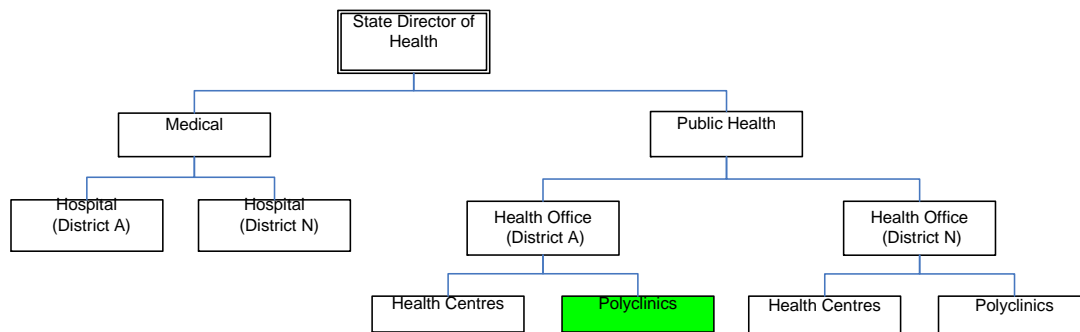 State Director of
Health
Medical
Public Health
Hospital
(District A)
Hospital
(District N)
Health Office
(District A)
Health Office
(District N)
Health Centres
Polyclinics
Health Centres
Polyclinics